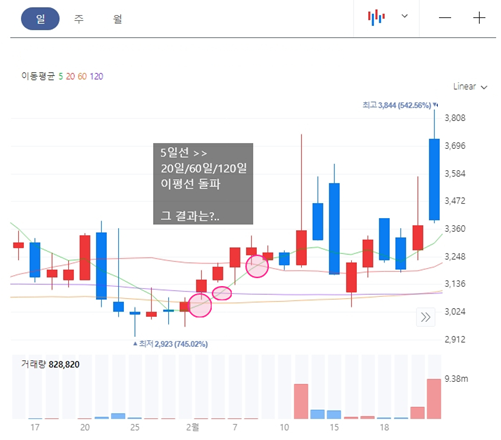 일 주 월
이동평균 5 20 60 120
Linear
최고 3,844 (542.56%)
3,808
3,696
3,584
5일선 >>
20일/60일/120일
이평선 돌파
그 결과는?..
3,472
3,360
3,248
3,136
3,024
2,912
최저 2,923 (745.02%)
거래량 828,820
9.38m
17 20 25 2월 7 10 15 18